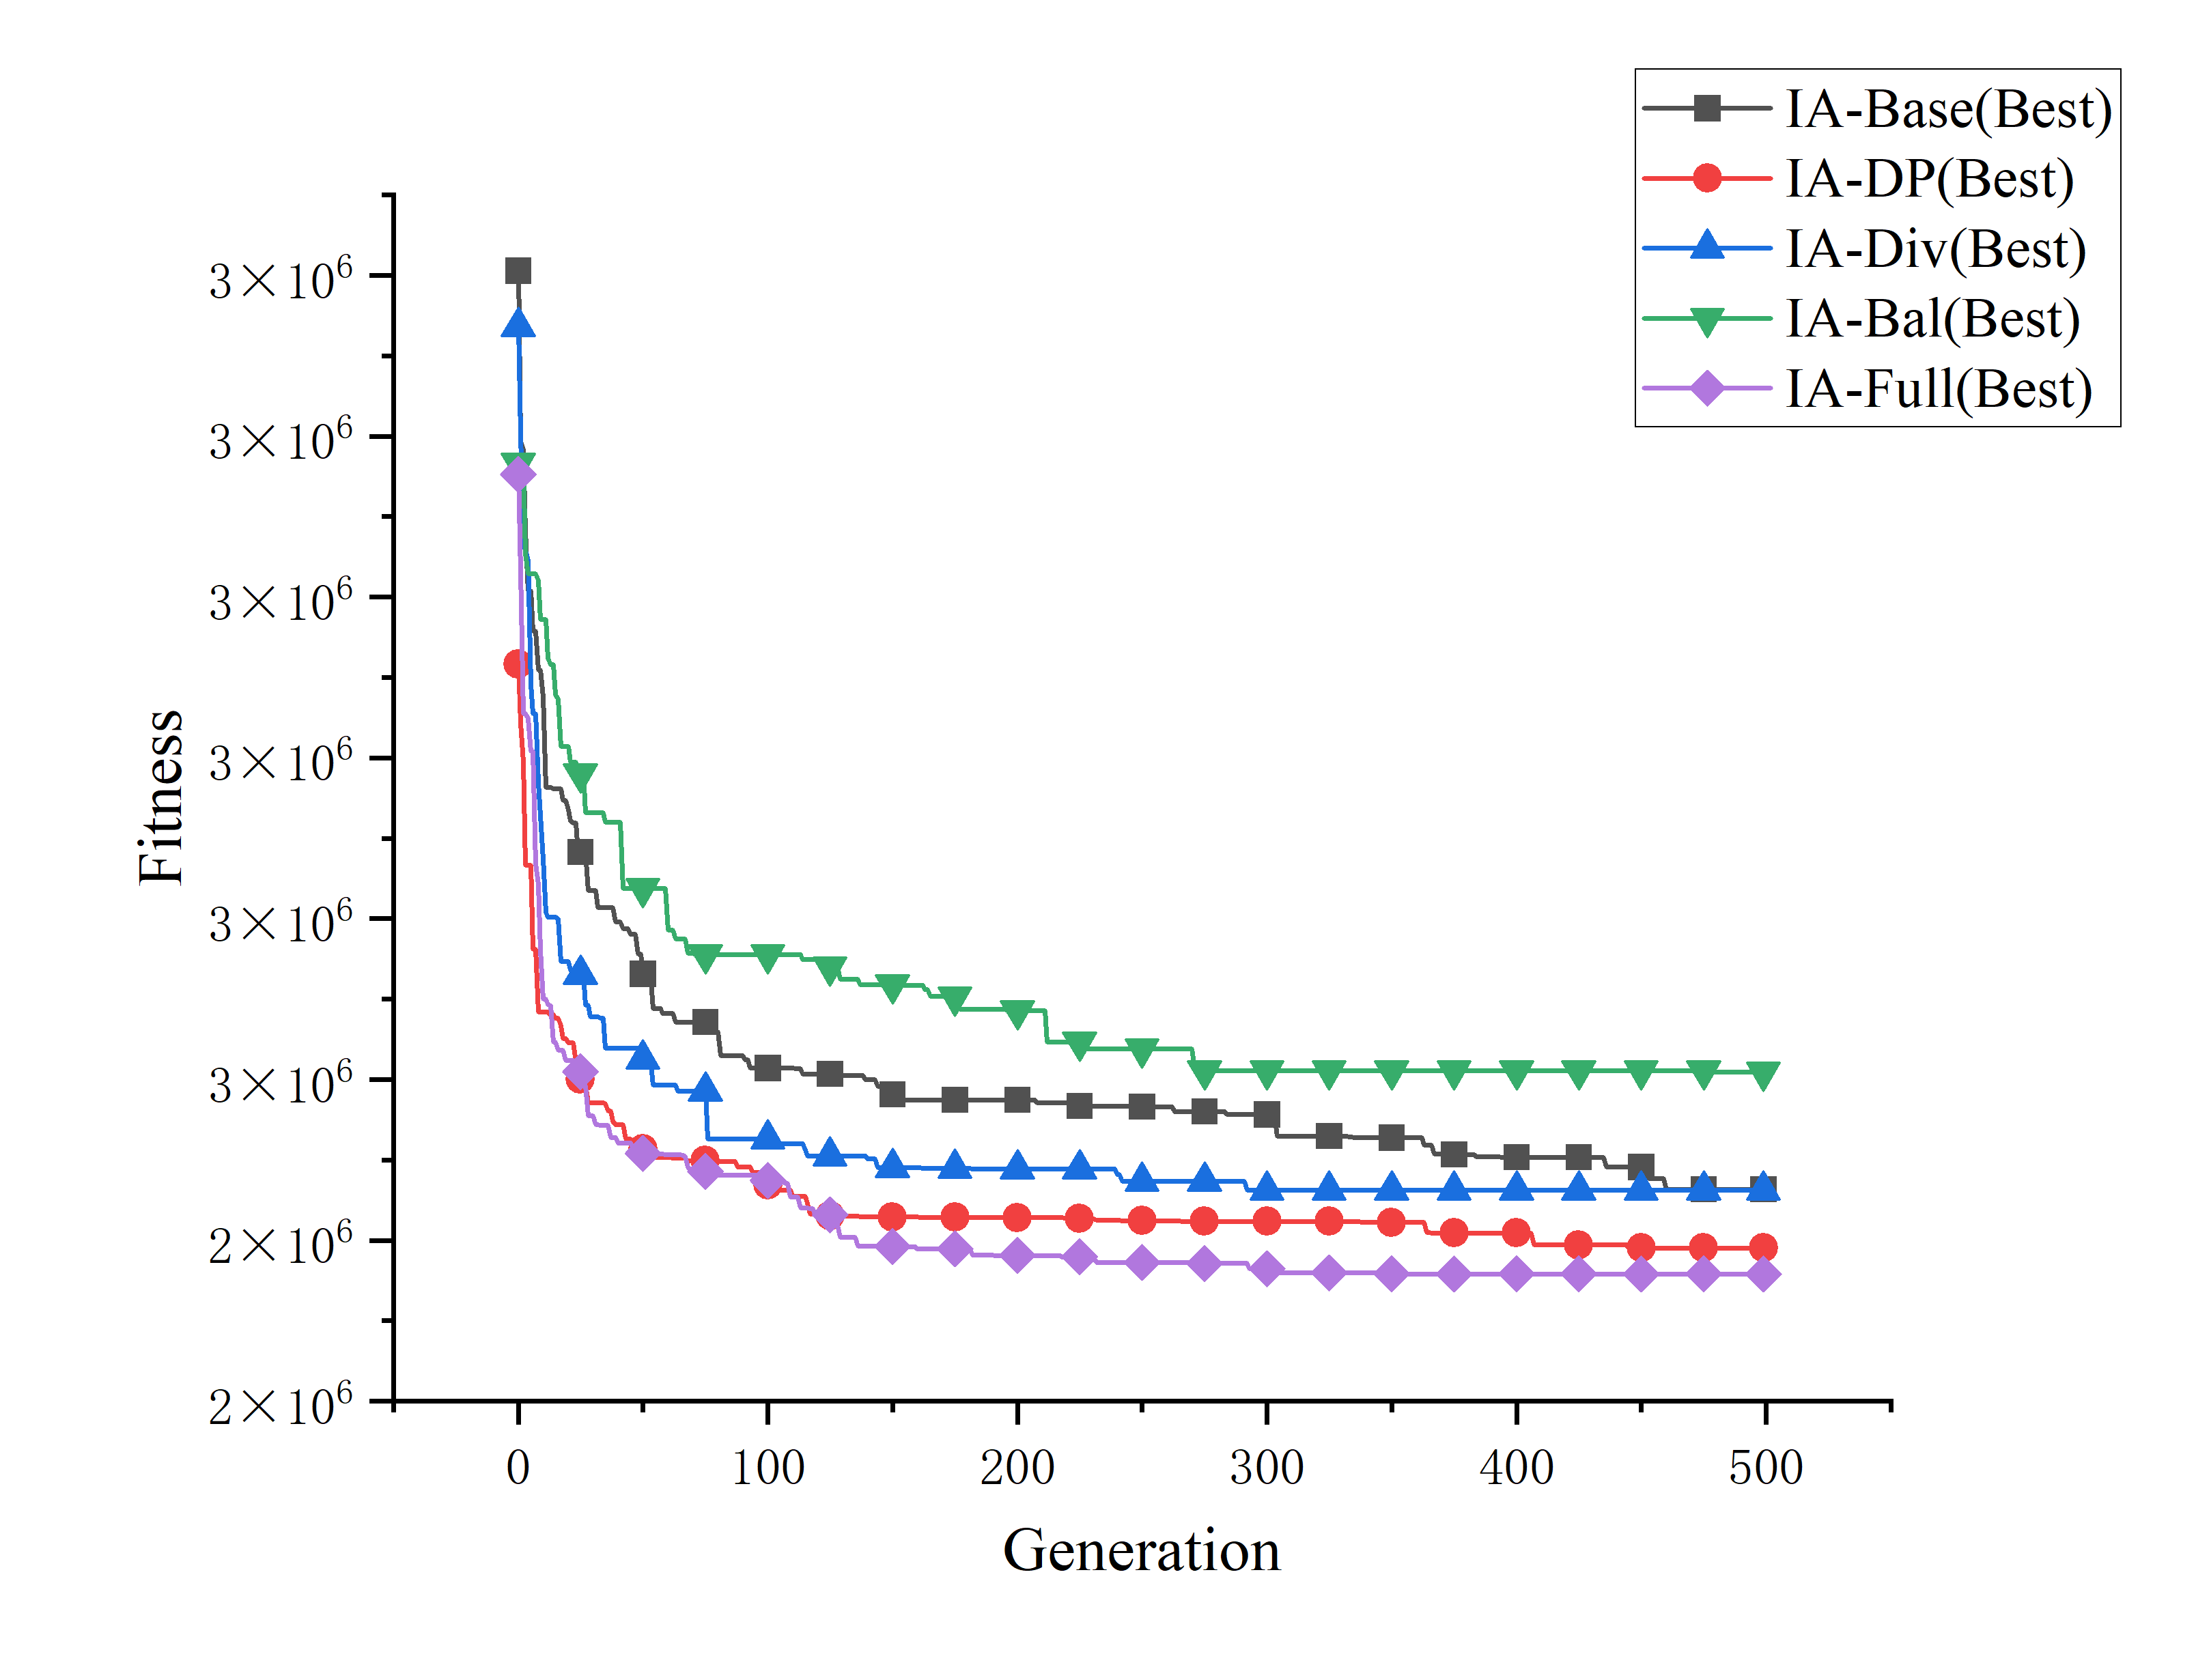 IA-Base(Best)
IA-DP(Best)
IA-Div(Best)
IA-Bal(Best)
IA-Full(Best)
3×10⁶
3×10⁶
3×10⁶
3×10⁶
3×10⁶
3×10⁶
2×10⁶
2×10⁶
Fitness
0 100 200 300 400 500
Generation